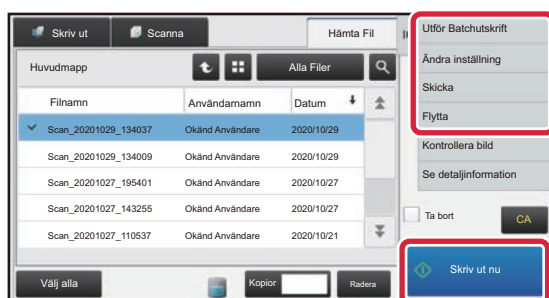 Skriv ut
Scanna
Hämta Fil
Huvudmapp
Alla Filer
Filnamn Användarnamn Datum
Scan_20201029_134037 Okänd Användare 2020/10/29
Scan_20201029_134009 Okänd Användare 2020/10/29
Scan_20201027_195401 Okänd Användare 2020/10/27
Scan_20201027_143255 Okänd Användare 2020/10/27
Scan_20201027_110537 Okänd Användare 2020/10/21
Välj alla
Kopior
Radera
Utför Batchutskrift
Ändra inställning
Skicka
Flytta
Kontrollera bild
Se detaljinformation
Ta bort
CA
Skriv ut nu